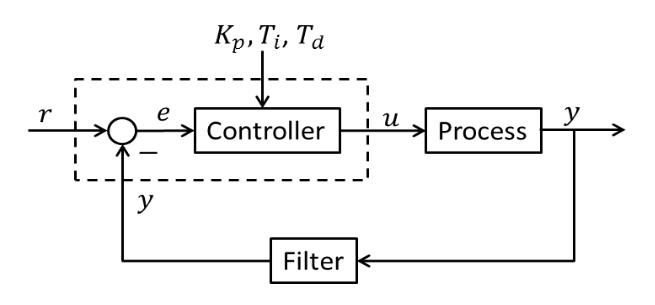 K_p, T_i, T_d
r
e
Controller
u
Process
y
−
y
Filter